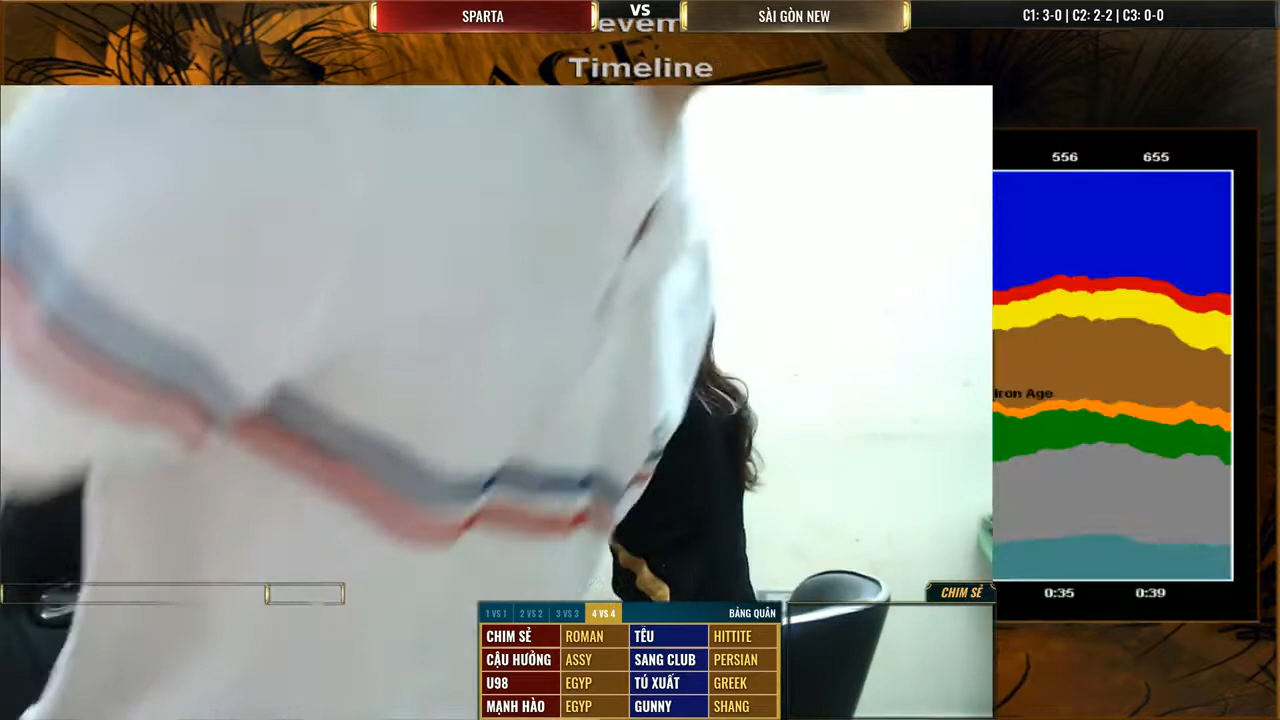 SPARTA
VS
SÀI GÒN NEW
C1: 3-0 | C2: 2-2 | C3: 0-0
Timeline
556 655
Iron Age
0:35 0:39
CHIM SẺ
1 VS 1 2 VS 2 3 VS 3 4 VS 4 BẢNG QUÂN
CHIM SẺ ROMAN TÊU HITTITE
CẬU HƯỞNG ASSY SANG CLUB PERSIAN
U98 EGYP TÚ XUẤT GREEK
MẠNH HÀO EGYP GUNNY SHANG